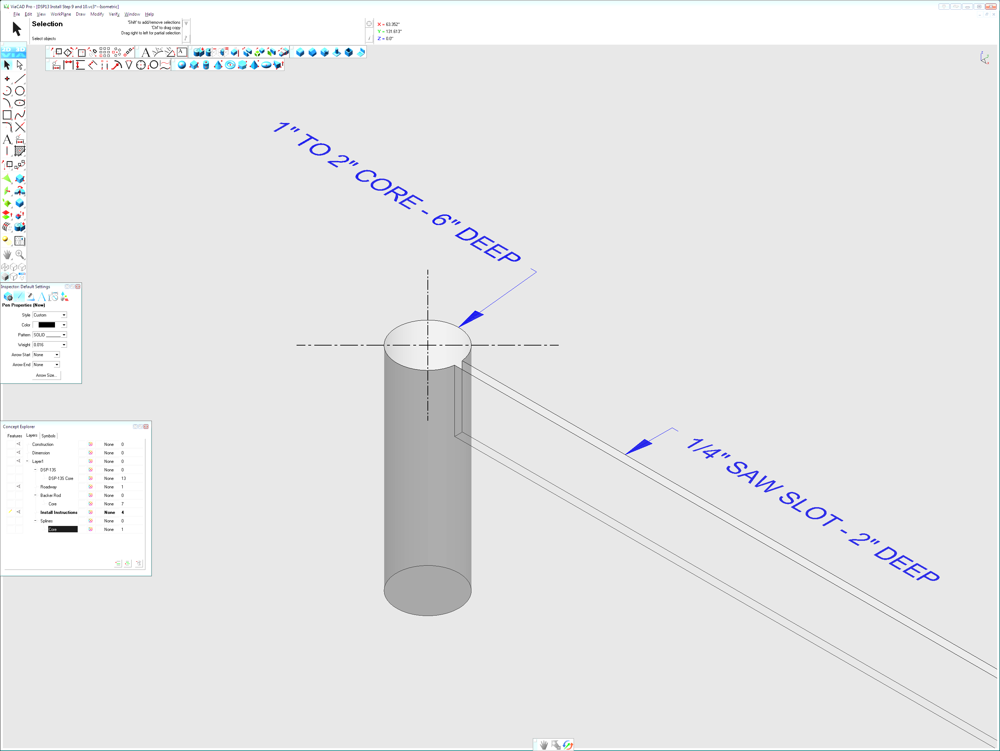 ViaCAD Pro - [DSP13 Install Step 9 and 10.vc3*--Isometric]
File Edit View WorkPlane Draw Modify Verify Window Help
Selection
'Shift' to add/remove selections
'Ctrl' to drag copy
Drag right to left for partial selection
Select objects
?
i
X = 63.352"
Y = 131.613"
Z = 0.0"
2D 3D
VIA
1" TO 2" CORE - 6" DEEP
1/4" SAW SLOT - 2" DEEP
Inspector: Default Settings
Pen Properties (New)
Style Custom
Color
Pattern SOLID
Weight 0.016
Arrow Start None
Arrow End None
Arrow Size...
Concept Explorer
Features Layers Symbols
Construction None 0
Dimension None 0
Layer1 None 0
DSP-13S None 0
DSP-13S Core None 13
Roadway None 1
Backer Rod None 0
Core None 7
Install Instructions None 4
Splines None 0
Core None 1